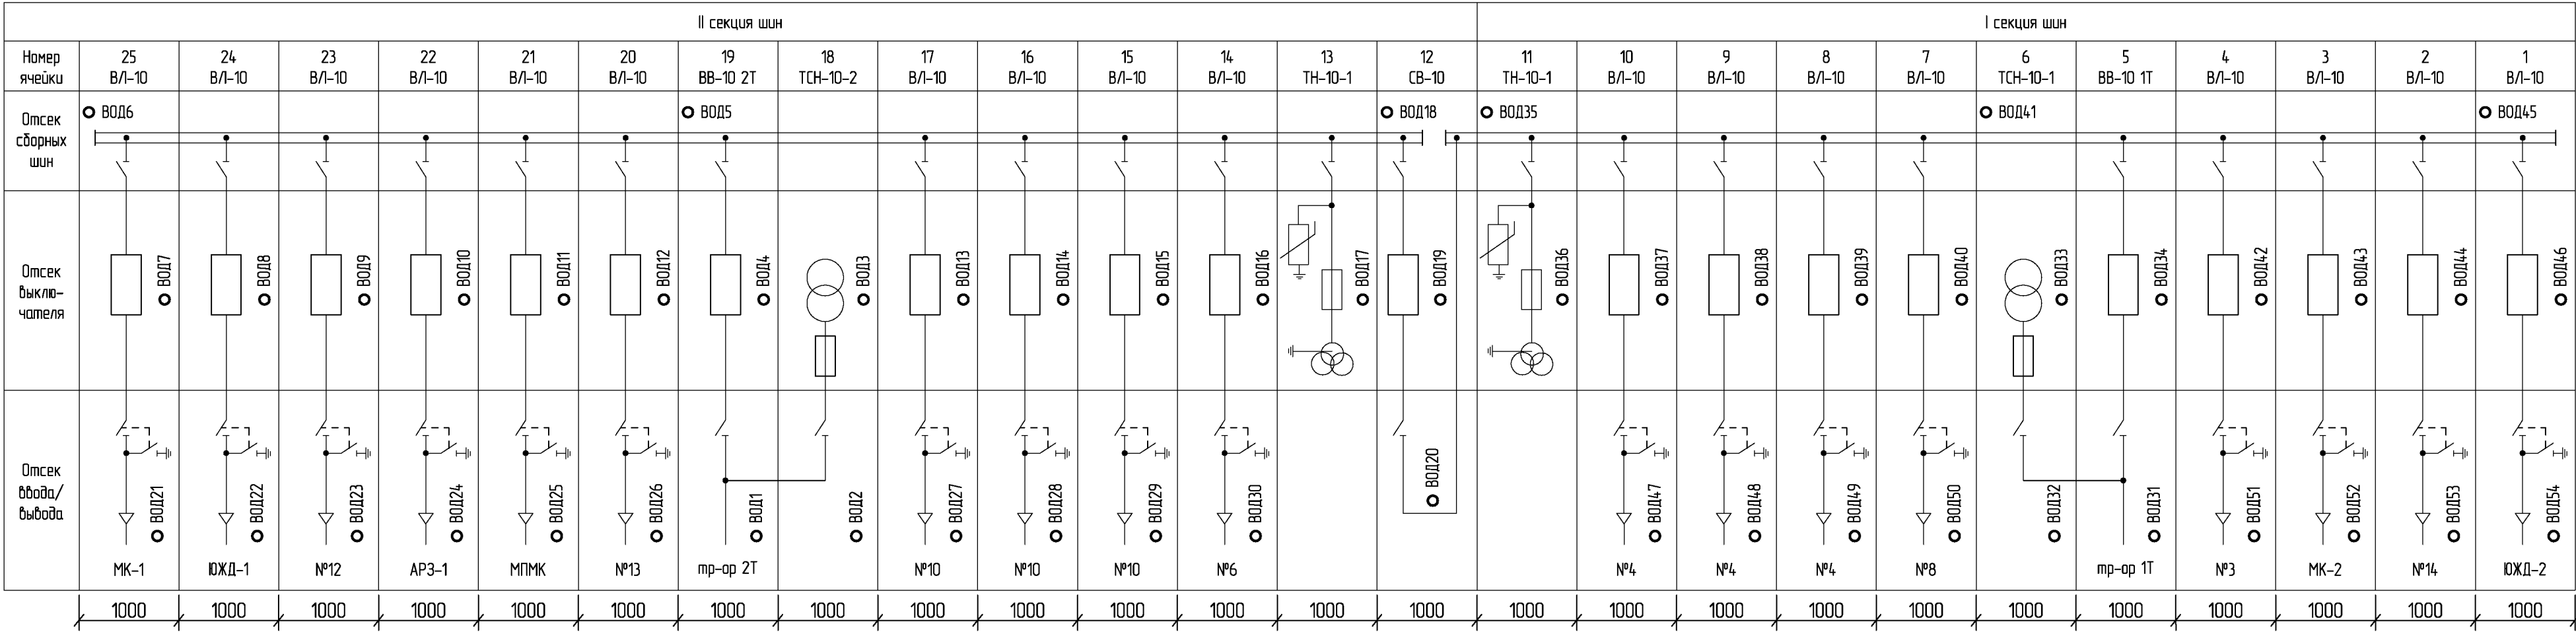 II секция шин
I секция шин
Номер ячейки
25 ВЛ-10
24 ВЛ-10
23 ВЛ-10
22 ВЛ-10
21 ВЛ-10
20 ВЛ-10
19 ВВ-10 2Т
18 ТСН-10-2
17 ВЛ-10
16 ВЛ-10
15 ВЛ-10
14 ВЛ-10
13 ТН-10-1
12 СВ-10
11 ТН-10-1
10 ВЛ-10
9 ВЛ-10
8 ВЛ-10
7 ВЛ-10
6 ТСН-10-1
5 ВВ-10 1Т
4 ВЛ-10
3 ВЛ-10
2 ВЛ-10
1 ВЛ-10
Отсек
сборных
шин
ВОД6
ВОД5
ВОД18
ВОД35
ВОД41
ВОД45
Отсек
выклю-
чателя
ВОД7
ВОД8
ВОД9
ВОД10
ВОД11
ВОД12
ВОД4
ВОД3
ВОД13
ВОД14
ВОД15
ВОД16
ВОД17
ВОД19
ВОД36
ВОД37
ВОД38
ВОД39
ВОД40
ВОД33
ВОД34
ВОД42
ВОД43
ВОД44
ВОД46
Отсек
ввода/
вывода
ВОД21
ВОД22
ВОД23
ВОД24
ВОД25
ВОД26
ВОД1
ВОД2
ВОД27
ВОД28
ВОД29
ВОД30
ВОД20
ВОД47
ВОД48
ВОД49
ВОД50
ВОД32
ВОД31
ВОД51
ВОД52
ВОД53
ВОД54
МК-1
ЮЖД-1
№12
АРЗ-1
МПМК
№13
тр-ор 2Т
№10
№10
№10
№6
№4
№4
№4
№8
тр-ор 1Т
№3
МК-2
№14
ЮЖД-2
1000 1000 1000 1000 1000 1000 1000 1000 1000 1000 1000 1000 1000 1000 1000 1000 1000 1000 1000 1000 1000 1000 1000 1000 1000